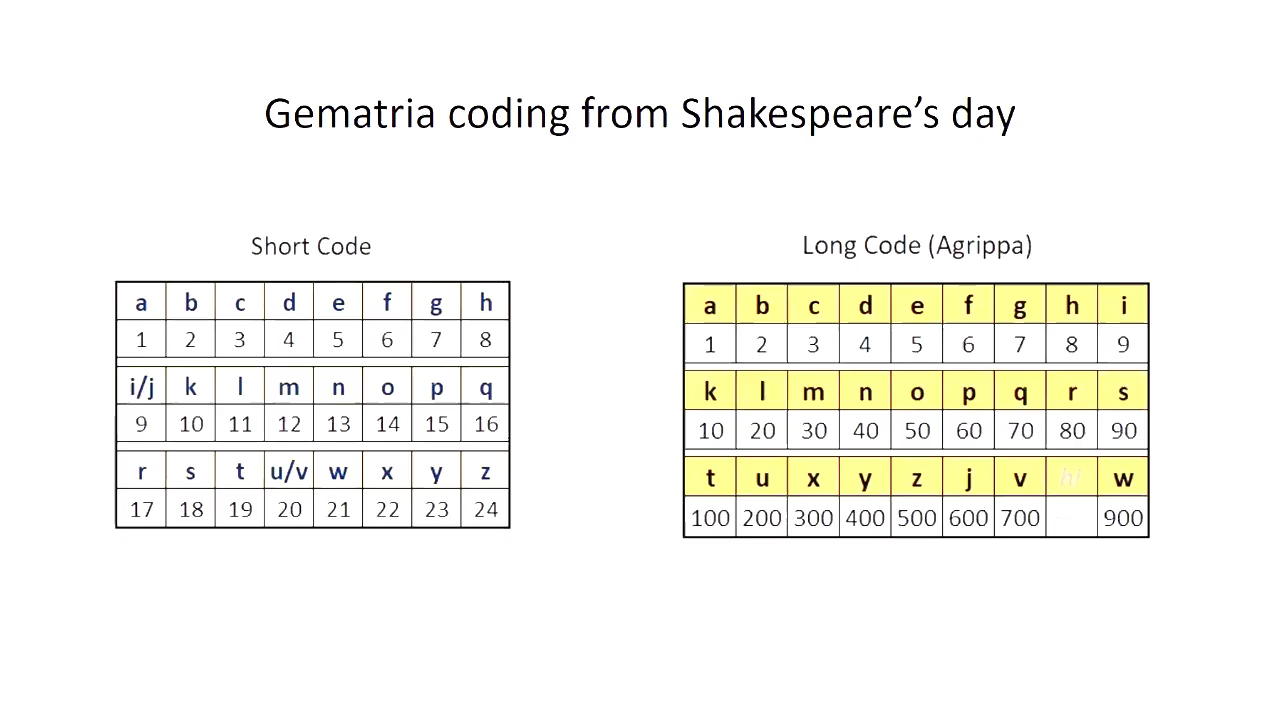 Gematria coding from Shakespeare’s day
Short Code
a b c d e f g h
1 2 3 4 5 6 7 8
i/j k l m n o p q
9 10 11 12 13 14 15 16
r s t u/v w x y z
17 18 19 20 21 22 23 24
Long Code (Agrippa)
a b c d e f g h i
1 2 3 4 5 6 7 8 9
k l m n o p q r s
10 20 30 40 50 60 70 80 90
t u x y z j v hi w
100 200 300 400 500 600 700 900